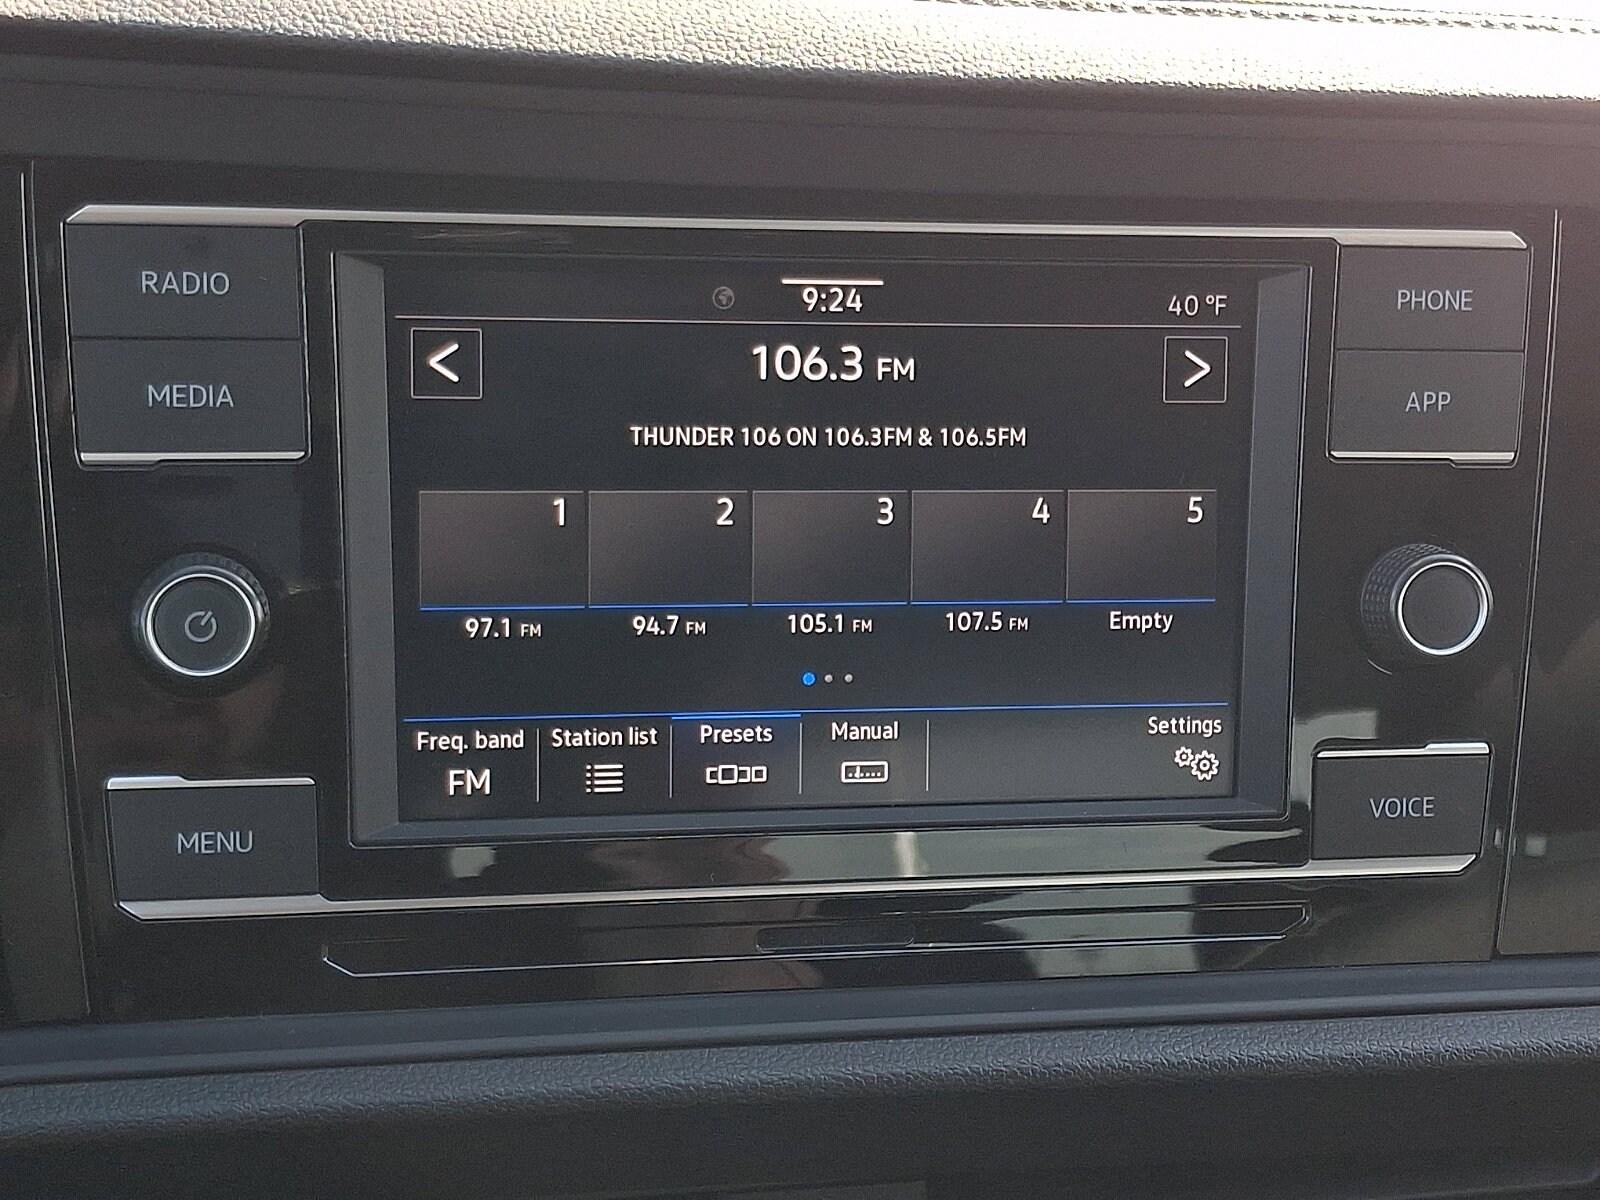 RADIO
MEDIA
MENU
9:24
40 °F
<
106.3 FM
>
THUNDER 106 ON 106.3FM & 106.5FM
1
2
3
4
5
97.1 FM
94.7 FM
105.1 FM
107.5 FM
Empty
Freq. band
FM
Station list
Presets
Manual
Settings
PHONE
APP
VOICE